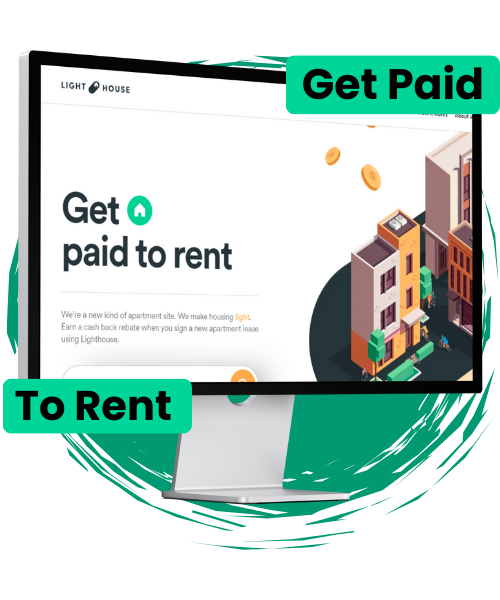 Get Paid
LIGHT HOUSE
About
Get
paid to rent
We're a new kind of apartment site. We make housing light.
Earn a cash back rebate when you sign a new apartment lease
using Lighthouse.
To Rent